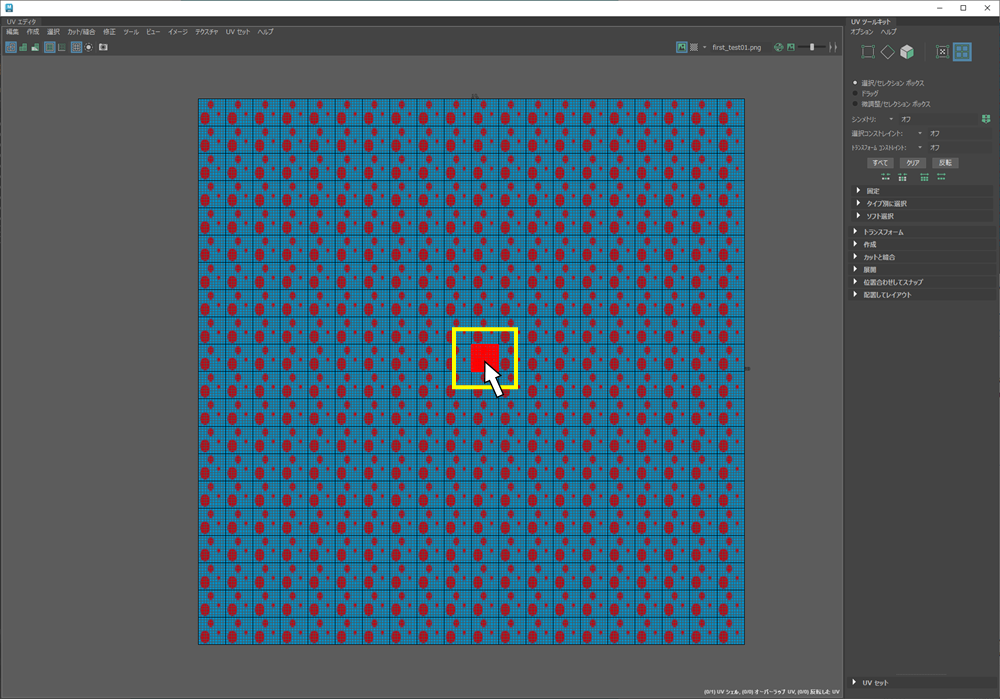 UV エディタ
編集 作成 選択 カット/縫合 修正 ツール ビュー イメージ テクスチャ UV セット ヘルプ
first_test01.png
(0/1) UV シェル, (0/0) オーバーラップ UV, (0/0) 反転した UV
UV ツールキット
オプション ヘルプ
選択/セレクション ボックス
ドラッグ
微調整/セレクション ボックス
シンメトリ: オフ
選択コンストレイント: オフ
トランスフォーム コンストレイント: オフ
すべて クリア 反転
固定
タイプ別に選択
ソフト選択
トランスフォーム
作成
カットと縫合
展開
位置合わせしてスナップ
配置してレイアウト
UV セット